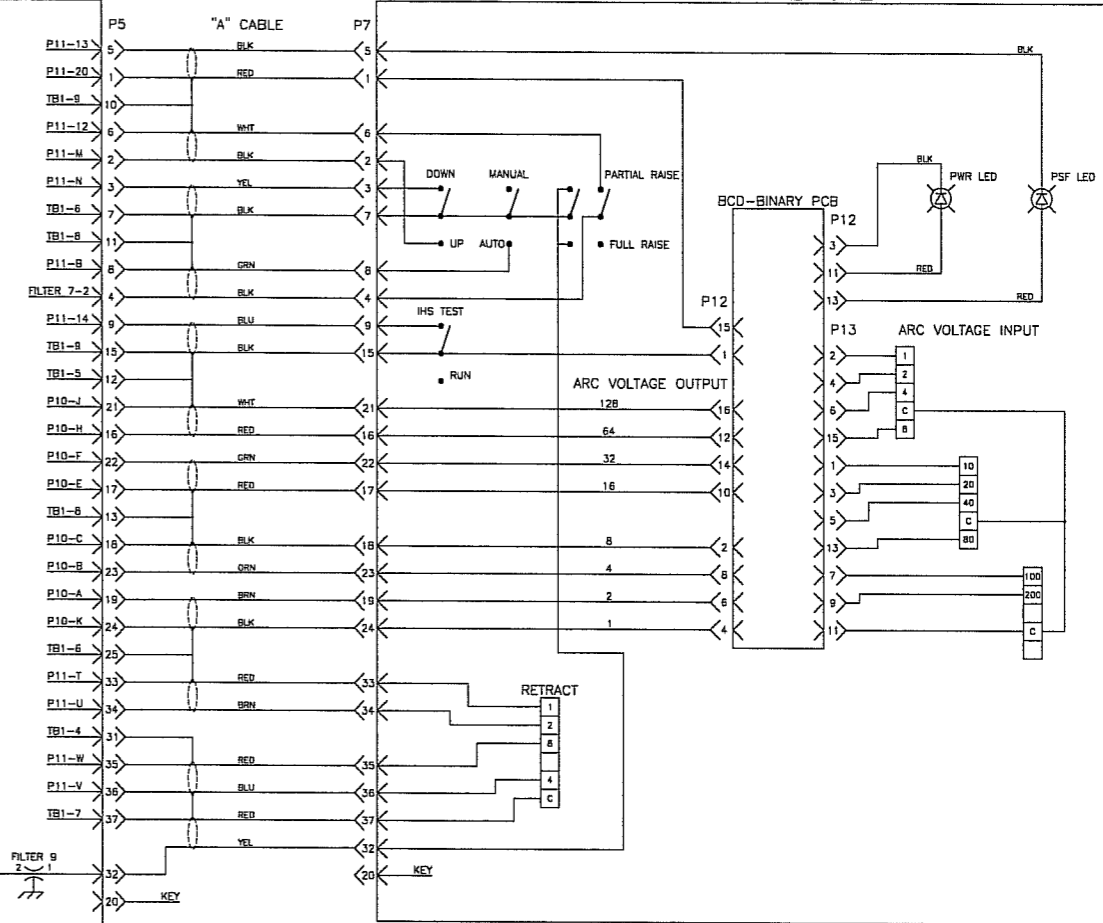 P5 "A" CABLE P7
P11-13 5 BLK 5 BLK
P11-20 1 RED 1
TB1-9 10
P11-12 6 WHT 6
P11-M 2 BLK 2
DOWN MANUAL PARTIAL RAISE
P11-N 3 YEL 3
TB1-6 7 BLK 7
TB1-8 11
UP AUTO FULL RAISE
P11-B 8 GRN 8
FILTER 7-2 4 BLK 4
IHS TEST
P11-14 9 BLU 9
TB1-9 15 BLK 15
TB1-5 12
RUN
P10-J 21 WHT 21 128
P10-H 16 RED 16 64
P10-F 22 GRN 22 32
P10-E 17 RED 17 16
TB1-8 13
P10-C 18 BLK 18 8
P10-B 23 ORN 23 4
P10-A 19 BRN 19 2
P10-K 24 BLK 24 1
TB1-6 25
P11-T 33 RED 33
P11-U 34 BRN 34
TB1-4 31
P11-W 35 RED 35
P11-V 36 BLU 36
TB1-7 37 RED 37
YEL 32
FILTER 9
2 1
32
20 KEY
20 KEY
RETRACT
1
2
8
4
C
BCD-BINARY PCB
P12
15
1
ARC VOLTAGE OUTPUT
16
12
14
10
2
8
6
4
P12
3 BLK PWR LED PSF LED
11 RED
13 RED
P13 ARC VOLTAGE INPUT
2 1
4 2
6 4
C
15 8
1 10
3 20
5 40
C
13 80
7 100
9 200
11 C